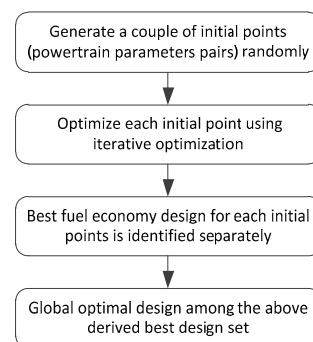 Generate a couple of initial points
(powertrain parameters pairs) randomly
Optimize each initial point using
iterative optimization
Best fuel economy design for each initial
points is identified separately
Global optimal design among the above
derived best design set